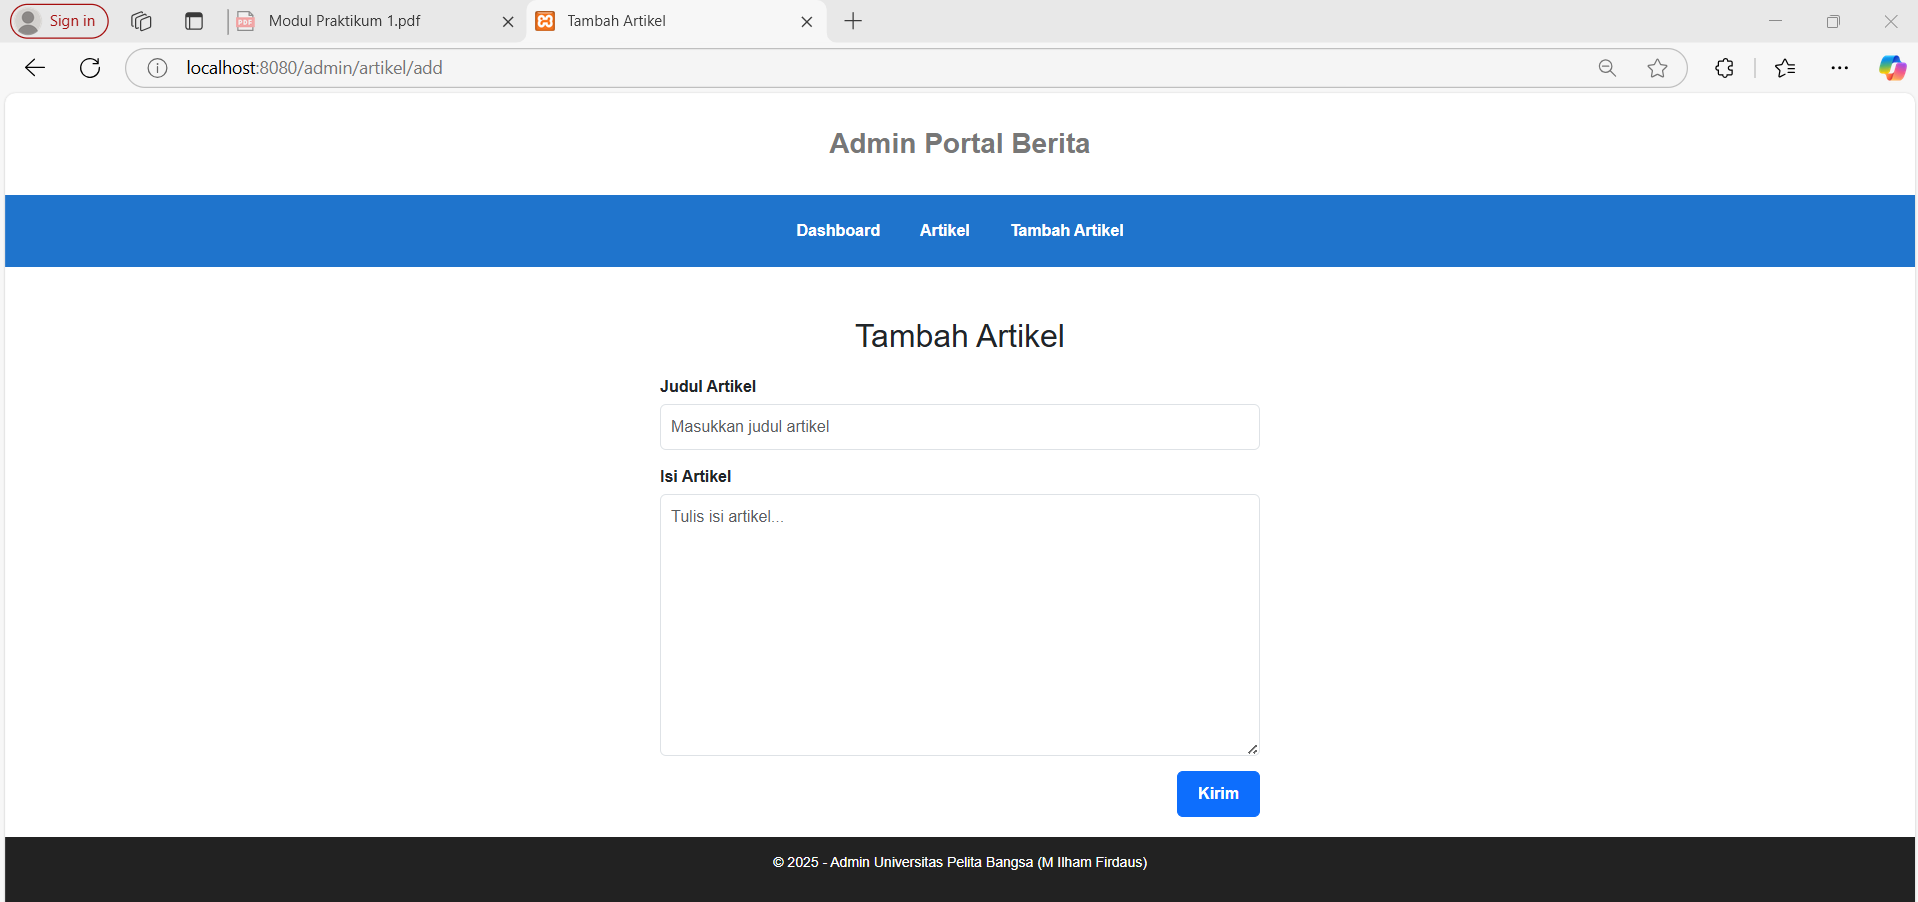 Sign in
PDF
Modul Praktikum 1.pdf
Tambah Artikel
localhost:8080/admin/artikel/add
Admin Portal Berita
Dashboard Artikel Tambah Artikel
Tambah Artikel
Judul Artikel
Masukkan judul artikel
Isi Artikel
Tulis isi artikel...
Kirim
© 2025 - Admin Universitas Pelita Bangsa (M Ilham Firdaus)